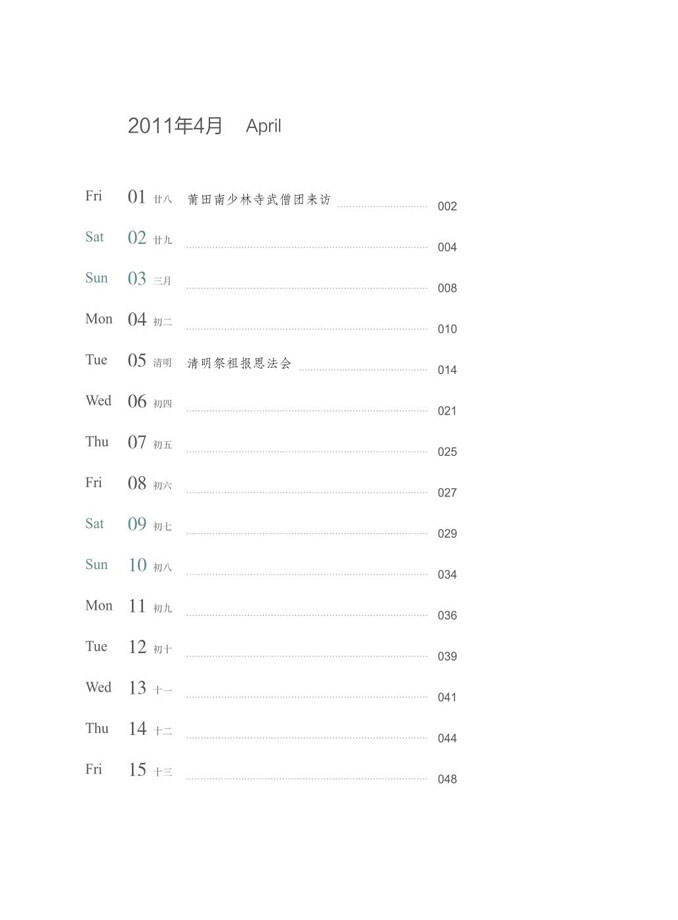 2011年4月 April
Fri 01 廿八 莆田南少林寺武僧团来访 002
Sat 02 廿九 004
Sun 03 三月 008
Mon 04 初二 010
Tue 05 清明 清明祭祖报恩法会 014
Wed 06 初四 021
Thu 07 初五 025
Fri 08 初六 027
Sat 09 初七 029
Sun 10 初八 034
Mon 11 初九 036
Tue 12 初十 039
Wed 13 十一 041
Thu 14 十二 044
Fri 15 十三 048